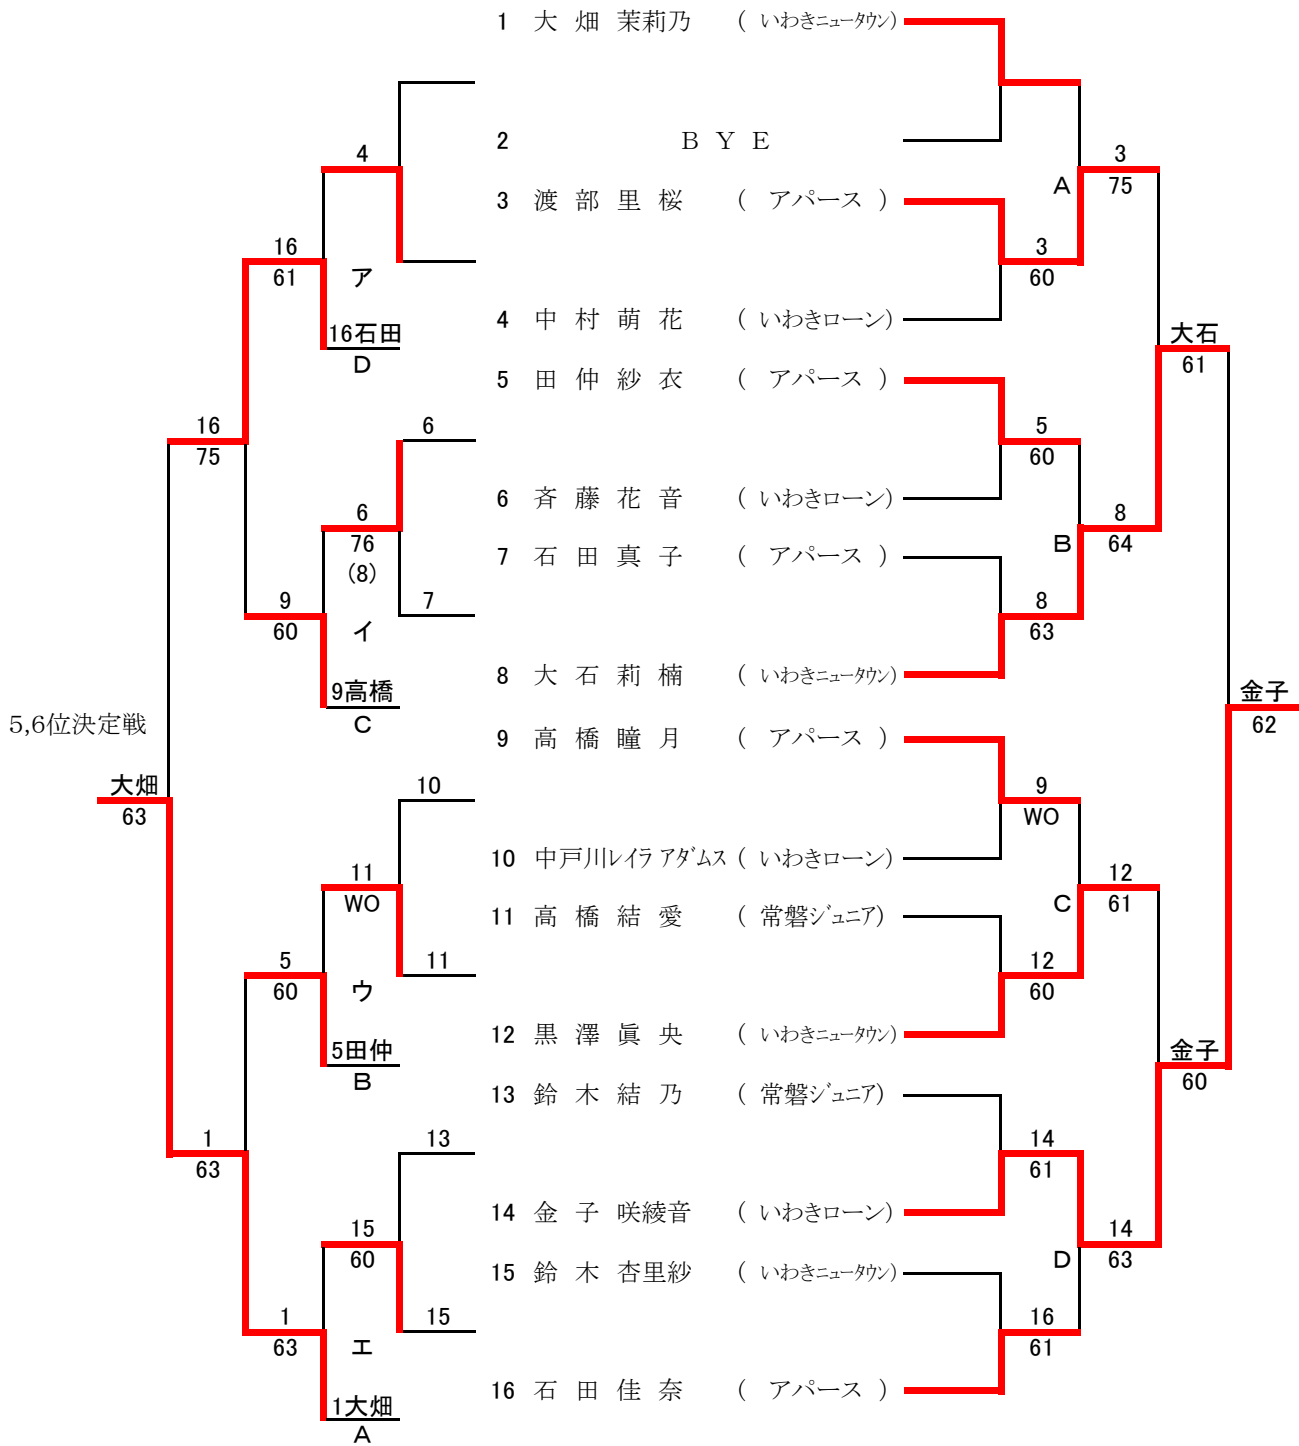 1 大 畑 茉莉乃 ( いわきニュータウン)
2 B Y E
3 渡 部 里 桜 ( アパース )
4 中 村 萌 花 ( いわきローン)
5 田 仲 紗 衣 ( アパース )
6 斉 藤 花 音 ( いわきローン)
7 石 田 真 子 ( アパース )
8 大 石 莉 楠 ( いわきニュータウン)
9 高 橋 瞳 月 ( アパース )
10 中戸川レイラ アダムス ( いわきローン)
11 高 橋 結 愛 ( 常磐ジュニア)
12 黒 澤 眞 央 ( いわきニュータウン)
13 鈴 木 結 乃 ( 常磐ジュニア)
14 金 子 咲綾音 ( いわきローン)
15 鈴 木 杏里紗 ( いわきニュータウン)
16 石 田 佳 奈 ( アパース )
4
16
61
ア
16石田
D
16
75
6
6
76
(8)
7
9
60
イ
9高橋
C
5,6位決定戦
大畑
63
10
11
WO
11
5
60
ウ
5田仲
B
1
63
13
15
60
15
1
63
エ
1大畑
A
3
60
A
3
75
5
60
8
63
B
8
64
大石
61
9
WO
12
60
C
12
61
14
61
16
61
D
14
63
金子
60
金子
62